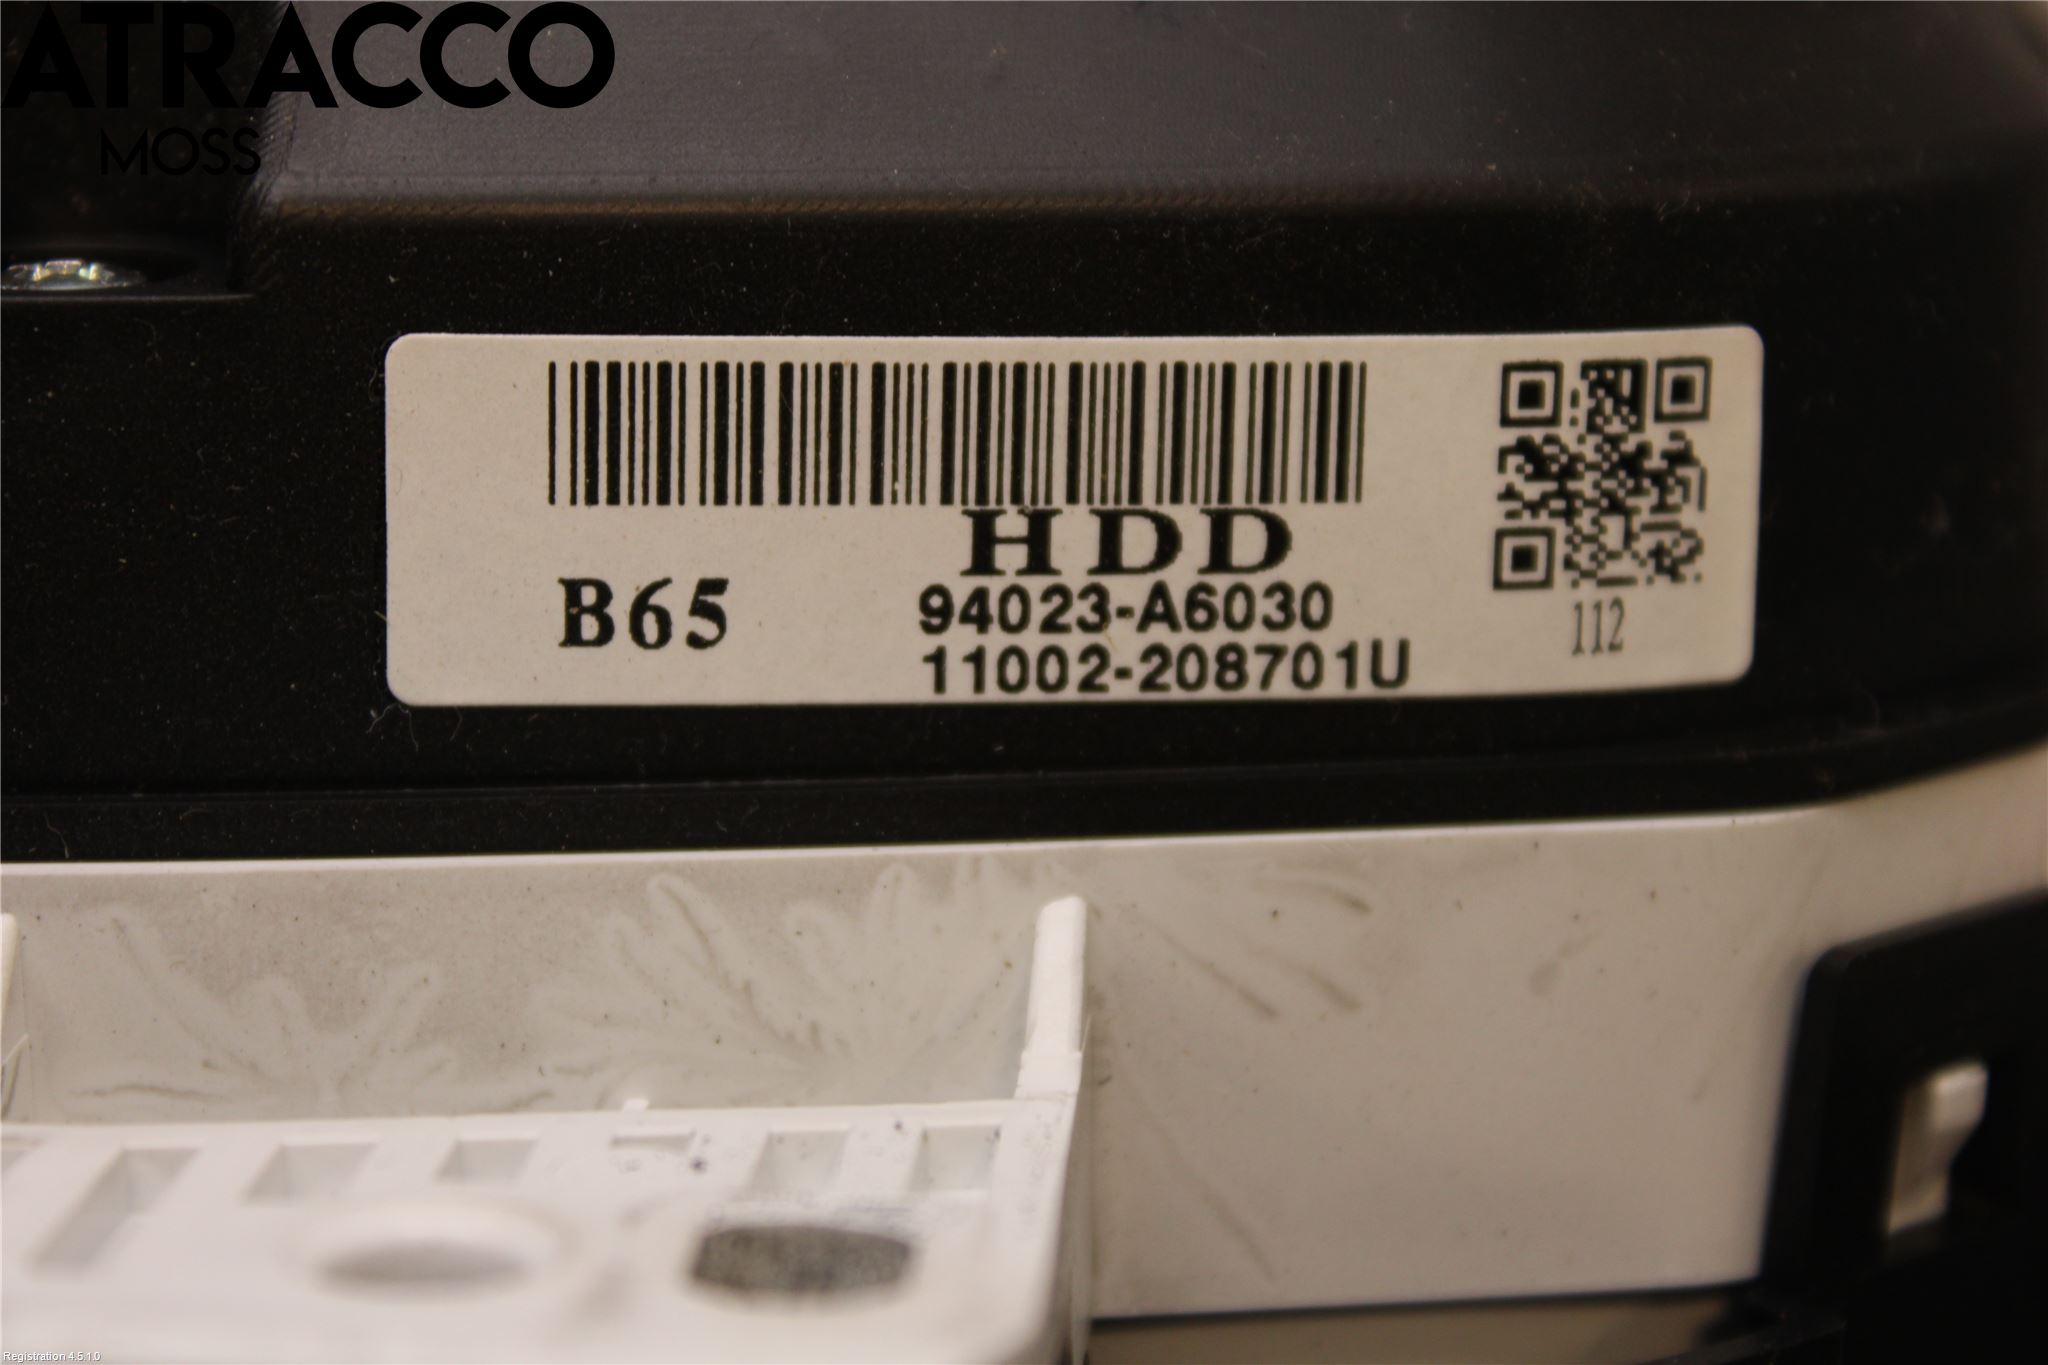 ATRACCO
MOSS
HDD
B65
94023-A6030
11002-208701U
112
Registration 4.5.1.0